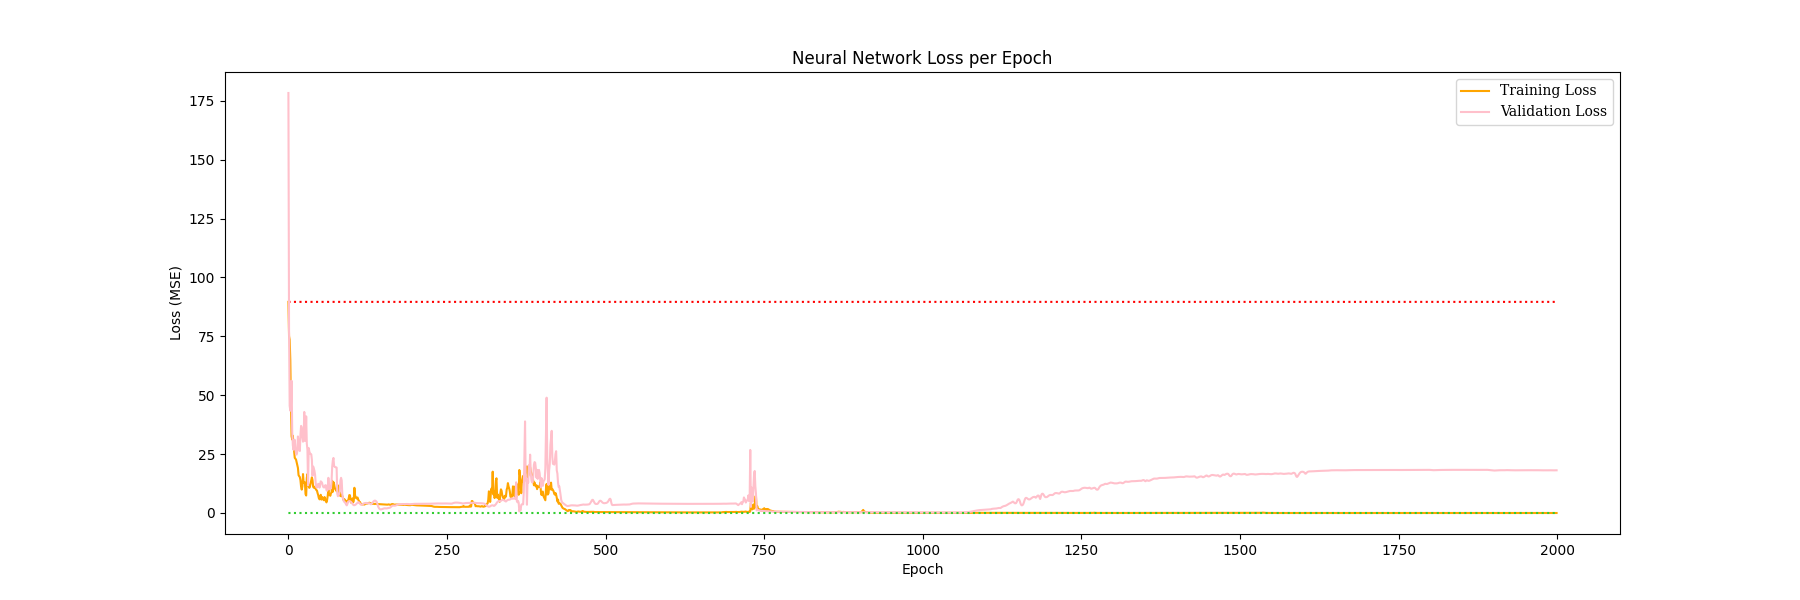 Neural Network Loss per Epoch
Training Loss
Validation Loss
175
150
125
100
75
50
25
0
Loss (MSE)
0 250 500 750 1000 1250 1500 1750 2000
Epoch